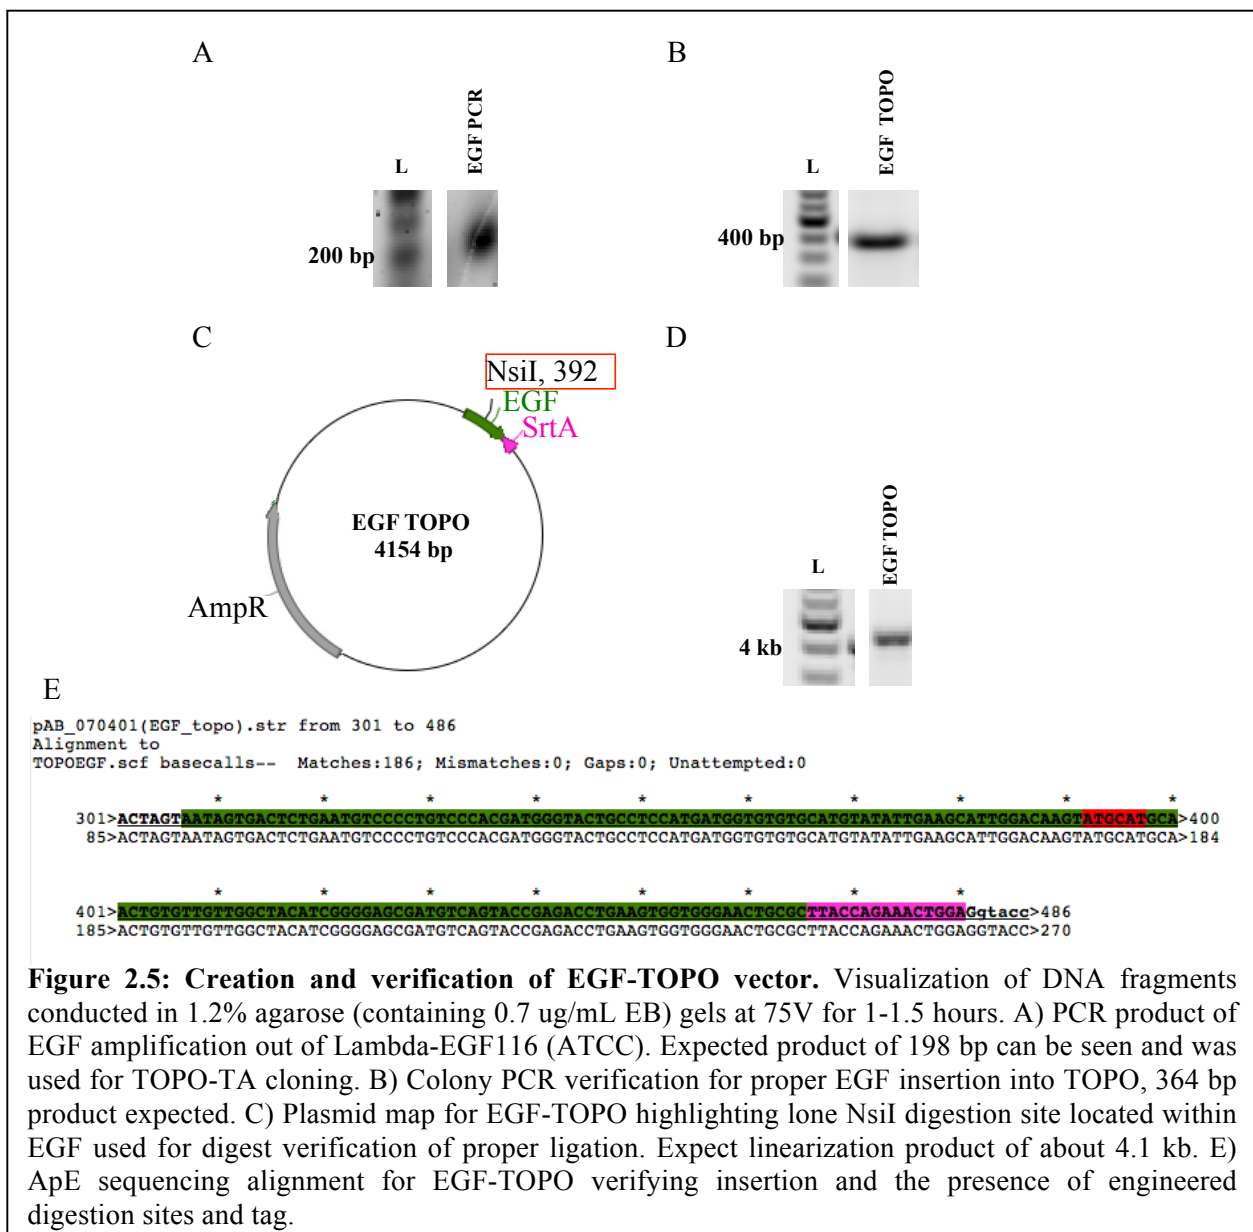 A
B
EGF PCR
EGF TOPO
L
L
200 bp
400 bp
C
D
NsiI, 392
EGF
SrtA
EGF TOPO
4154 bp
AmpR
EGF TOPO
L
4 kb
E
pAB_070401(EGF_topo).str from 301 to 486
Alignment to
TOPOEGF.scf basecalls-- Matches:186; Mismatches:0; Gaps:0; Unattempted:0
* * * * * * * * * *
301>ACTAGTAATAGTGACTCTGAATGTCCCCTGTCCCACGATGGGTACTGCCTCCATGATGGTGTGTGCATGTATATTGAAGCATTGGACAAGTATGCATGCA>400
85>ACTAGTAATAGTGACTCTGAATGTCCCCTGTCCCACGATGGGTACTGCCTCCATGATGGTGTGTGCATGTATATTGAAGCATTGGACAAGTATGCATGCA>184
* * * * * * * *
401>ACTGTGTTGTTGGCTACATCGGGGAGCGATGTCAGTACCGAGACCTGAAGTGGTGGGAACTGCGCTTACCAGAAACTGGAGgtacc>486
185>ACTGTGTTGTTGGCTACATCGGGGAGCGATGTCAGTACCGAGACCTGAAGTGGTGGGAACTGCGCTTACCAGAAACTGGAGGTACC>270
Figure 2.5: Creation and verification of EGF-TOPO vector. Visualization of DNA fragments
conducted in 1.2% agarose (containing 0.7 ug/mL EB) gels at 75V for 1-1.5 hours. A) PCR product of
EGF amplification out of Lambda-EGF116 (ATCC). Expected product of 198 bp can be seen and was
used for TOPO-TA cloning. B) Colony PCR verification for proper EGF insertion into TOPO, 364 bp
product expected. C) Plasmid map for EGF-TOPO highlighting lone NsiI digestion site located within
EGF used for digest verification of proper ligation. Expect linearization product of about 4.1 kb. E)
ApE sequencing alignment for EGF-TOPO verifying insertion and the presence of engineered
digestion sites and tag.